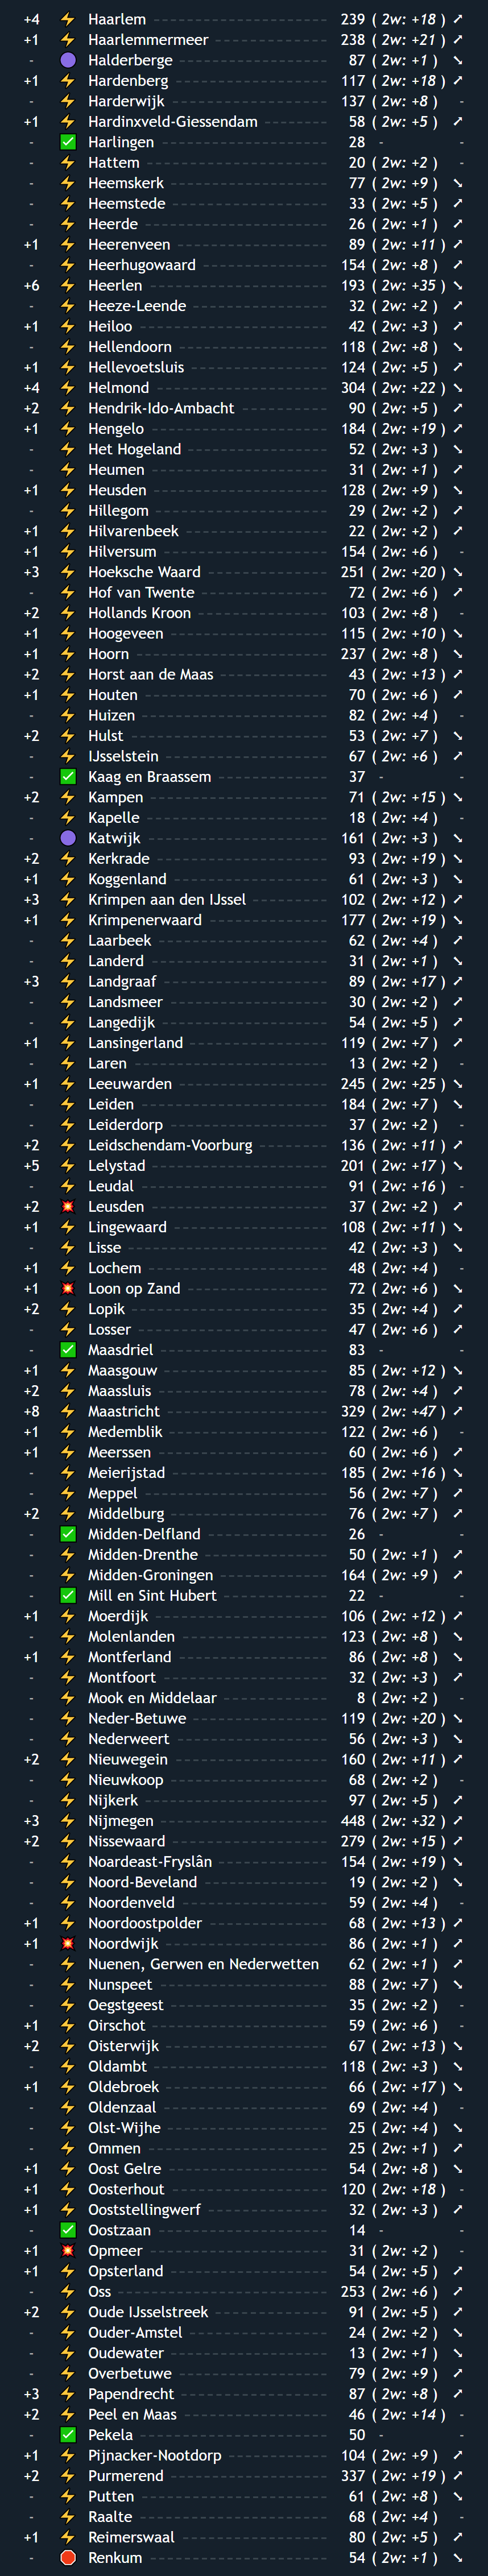 +4 ⚡ Haarlem 239 ( 2w: +18 ) ➚
+1 ⚡ Haarlemmermeer 238 ( 2w: +21 ) ➚
- 🟣 Halderberge 87 ( 2w: +1 ) ➘
+1 ⚡ Hardenberg 117 ( 2w: +18 ) ➚
- ⚡ Harderwijk 137 ( 2w: +8 ) -
+1 ⚡ Hardinxveld-Giessendam 58 ( 2w: +5 ) ➚
- ✅ Harlingen 28 - -
- ⚡ Hattem 20 ( 2w: +2 ) -
- ⚡ Heemskerk 77 ( 2w: +9 ) ➘
- ⚡ Heemstede 33 ( 2w: +5 ) ➚
- ⚡ Heerde 26 ( 2w: +1 ) ➚
+1 ⚡ Heerenveen 89 ( 2w: +11 ) ➚
- ⚡ Heerhugowaard 154 ( 2w: +8 ) ➚
+6 ⚡ Heerlen 193 ( 2w: +35 ) ➘
- ⚡ Heeze-Leende 32 ( 2w: +2 ) ➚
+1 ⚡ Heiloo 42 ( 2w: +3 ) ➚
- ⚡ Hellendoorn 118 ( 2w: +8 ) ➘
+1 ⚡ Hellevoetsluis 124 ( 2w: +5 ) ➚
+4 ⚡ Helmond 304 ( 2w: +22 ) ➘
+2 ⚡ Hendrik-Ido-Ambacht 90 ( 2w: +5 ) ➚
+1 ⚡ Hengelo 184 ( 2w: +19 ) ➚
- ⚡ Het Hogeland 52 ( 2w: +3 ) ➘
- ⚡ Heumen 31 ( 2w: +1 ) ➚
+1 ⚡ Heusden 128 ( 2w: +9 ) ➘
- ⚡ Hillegom 29 ( 2w: +2 ) ➚
+1 ⚡ Hilvarenbeek 22 ( 2w: +2 ) ➚
+1 ⚡ Hilversum 154 ( 2w: +6 ) -
+3 ⚡ Hoeksche Waard 251 ( 2w: +20 ) ➘
- ⚡ Hof van Twente 72 ( 2w: +6 ) ➚
+2 ⚡ Hollands Kroon 103 ( 2w: +8 ) -
+1 ⚡ Hoogeveen 115 ( 2w: +10 ) ➘
+1 ⚡ Hoorn 237 ( 2w: +8 ) ➘
+2 ⚡ Horst aan de Maas 43 ( 2w: +13 ) ➚
+1 ⚡ Houten 70 ( 2w: +6 ) ➚
- ⚡ Huizen 82 ( 2w: +4 ) -
+2 ⚡ Hulst 53 ( 2w: +7 ) ➘
- ⚡ IJsselstein 67 ( 2w: +6 ) ➚
- ✅ Kaag en Braassem 37 - -
+2 ⚡ Kampen 71 ( 2w: +15 ) ➘
- ⚡ Kapelle 18 ( 2w: +4 ) -
- 🟣 Katwijk 161 ( 2w: +3 ) ➘
+2 ⚡ Kerkrade 93 ( 2w: +19 ) ➘
+1 ⚡ Koggenland 61 ( 2w: +3 ) ➘
+3 ⚡ Krimpen aan den IJssel 102 ( 2w: +12 ) ➚
+1 ⚡ Krimpenerwaard 177 ( 2w: +19 ) ➘
- ⚡ Laarbeek 62 ( 2w: +4 ) ➚
- ⚡ Landerd 31 ( 2w: +1 ) ➘
+3 ⚡ Landgraaf 89 ( 2w: +17 ) ➚
- ⚡ Landsmeer 30 ( 2w: +2 ) ➚
- ⚡ Langedijk 54 ( 2w: +5 ) ➚
+1 ⚡ Lansingerland 119 ( 2w: +7 ) ➚
- ⚡ Laren 13 ( 2w: +2 ) -
+1 ⚡ Leeuwarden 245 ( 2w: +25 ) ➘
- ⚡ Leiden 184 ( 2w: +7 ) ➘
- ⚡ Leiderdorp 37 ( 2w: +2 ) -
+2 ⚡ Leidschendam-Voorburg 136 ( 2w: +11 ) ➚
+5 ⚡ Lelystad 201 ( 2w: +17 ) ➘
- ⚡ Leudal 91 ( 2w: +16 ) -
+2 💥 Leusden 37 ( 2w: +2 ) ➚
+1 ⚡ Lingewaard 108 ( 2w: +11 ) ➘
- ⚡ Lisse 42 ( 2w: +3 ) ➘
+1 ⚡ Lochem 48 ( 2w: +4 ) -
+1 💥 Loon op Zand 72 ( 2w: +6 ) ➘
+2 ⚡ Lopik 35 ( 2w: +4 ) ➚
- ⚡ Losser 47 ( 2w: +6 ) ➚
- ✅ Maasdriel 83 - -
+1 ⚡ Maasgouw 85 ( 2w: +12 ) ➘
+2 ⚡ Maassluis 78 ( 2w: +4 ) ➚
+8 ⚡ Maastricht 329 ( 2w: +47 ) ➚
+1 ⚡ Medemblik 122 ( 2w: +6 ) -
+1 ⚡ Meerssen 60 ( 2w: +6 ) ➚
- ⚡ Meierijstad 185 ( 2w: +16 ) ➘
- ⚡ Meppel 56 ( 2w: +7 ) ➚
+2 ⚡ Middelburg 76 ( 2w: +7 ) ➚
- ✅ Midden-Delfland 26 - -
- ⚡ Midden-Drenthe 50 ( 2w: +1 ) ➚
- ⚡ Midden-Groningen 164 ( 2w: +9 ) ➚
- ✅ Mill en Sint Hubert 22 - -
+1 ⚡ Moerdijk 106 ( 2w: +12 ) ➚
- ⚡ Molenlanden 123 ( 2w: +8 ) ➘
+1 ⚡ Montferland 86 ( 2w: +8 ) ➘
- ⚡ Montfoort 32 ( 2w: +3 ) ➚
- ⚡ Mook en Middelaar 8 ( 2w: +2 ) -
- ⚡ Neder-Betuwe 119 ( 2w: +20 ) ➘
- ⚡ Nederweert 56 ( 2w: +3 ) ➘
+2 ⚡ Nieuwegein 160 ( 2w: +11 ) ➚
- ⚡ Nieuwkoop 68 ( 2w: +2 ) -
- ⚡ Nijkerk 97 ( 2w: +5 ) ➚
+3 ⚡ Nijmegen 448 ( 2w: +32 ) ➚
+2 ⚡ Nissewaard 279 ( 2w: +15 ) ➚
- ⚡ Noardeast-Fryslân 154 ( 2w: +19 ) ➘
- ⚡ Noord-Beveland 19 ( 2w: +2 ) ➘
- ⚡ Noordenveld 59 ( 2w: +4 ) -
+1 ⚡ Noordoostpolder 68 ( 2w: +13 ) ➚
+1 💥 Noordwijk 86 ( 2w: +1 ) ➚
- ⚡ Nuenen, Gerwen en Nederwetten 62 ( 2w: +1 ) ➚
- ⚡ Nunspeet 88 ( 2w: +7 ) ➘
- ⚡ Oegstgeest 35 ( 2w: +2 ) -
+1 ⚡ Oirschot 59 ( 2w: +6 ) -
+2 ⚡ Oisterwijk 67 ( 2w: +13 ) ➘
- ⚡ Oldambt 118 ( 2w: +3 ) ➘
+1 ⚡ Oldebroek 66 ( 2w: +17 ) ➘
- ⚡ Oldenzaal 69 ( 2w: +4 ) -
- ⚡ Olst-Wijhe 25 ( 2w: +4 ) ➘
- ⚡ Ommen 25 ( 2w: +1 ) ➚
+1 ⚡ Oost Gelre 54 ( 2w: +8 ) ➘
+1 ⚡ Oosterhout 120 ( 2w: +18 ) -
+1 ⚡ Ooststellingwerf 32 ( 2w: +3 ) ➚
- ✅ Oostzaan 14 - -
+1 💥 Opmeer 31 ( 2w: +2 ) -
+1 ⚡ Opsterland 54 ( 2w: +5 ) ➚
- ⚡ Oss 253 ( 2w: +6 ) ➚
+2 ⚡ Oude IJsselstreek 91 ( 2w: +5 ) ➚
- ⚡ Ouder-Amstel 24 ( 2w: +2 ) ➘
- ⚡ Oudewater 13 ( 2w: +1 ) ➘
- ⚡ Overbetuwe 79 ( 2w: +9 ) ➚
+3 ⚡ Papendrecht 87 ( 2w: +8 ) ➚
+2 ⚡ Peel en Maas 46 ( 2w: +14 ) -
- ✅ Pekela 50 - -
+1 ⚡ Pijnacker-Nootdorp 104 ( 2w: +9 ) ➚
+2 ⚡ Purmerend 337 ( 2w: +19 ) ➚
- ⚡ Putten 61 ( 2w: +8 ) ➘
- ⚡ Raalte 68 ( 2w: +4 ) -
+1 ⚡ Reimerswaal 80 ( 2w: +5 ) ➚
- 🛑 Renkum 54 ( 2w: +1 ) ➘